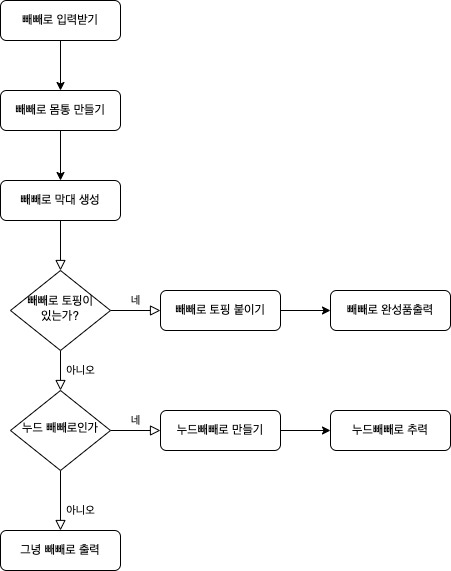 빼빼로 입력받기
빼빼로 몸통 만들기
빼빼로 막대 생성
빼빼로 토핑이
있는가?
네
빼빼로 토핑 붙이기
빼빼로 완성품출력
아니오
누드 빼빼로인가
네
누드빼빼로 만들기
누드빼빼로 추력
아니오
그녕 빼빼로 출력